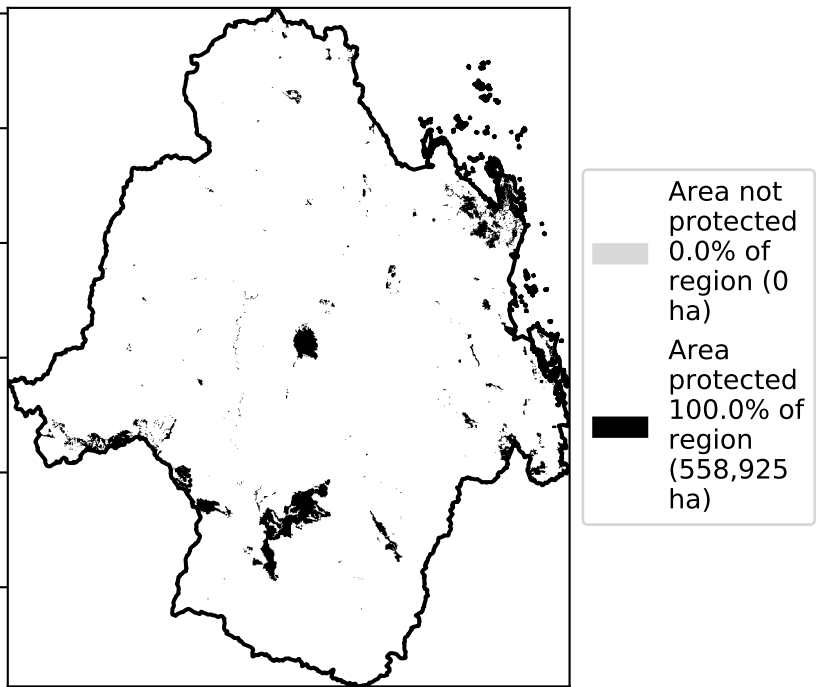 Area not
protected
0.0% of
region (0
ha)
Area
protected
100.0% of
region
(558,925
ha)